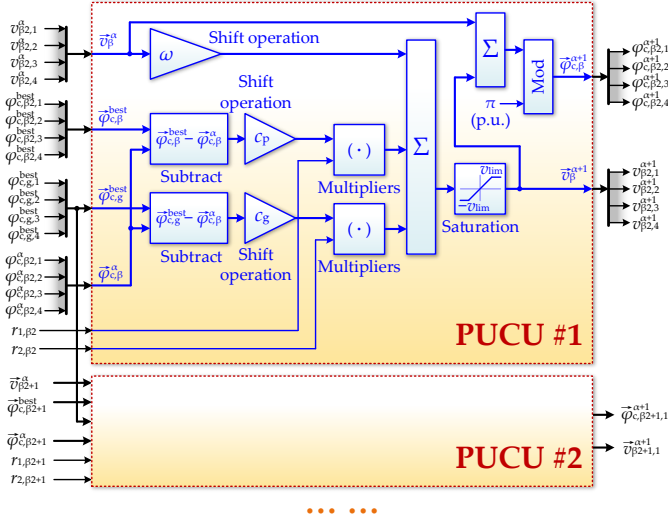 v⃗^α_{β2,1}
v⃗^α_{β2,2}
v⃗^α_{β2,3}
v⃗^α_{β2,4}
v⃗^α_β
ω
Shift operation
Σ
Mod
π
(p.u.)
φ⃗^{α+1}_{c,β}
φ^{α+1}_{c,β2,1}
φ^{α+1}_{c,β2,2}
φ^{α+1}_{c,β2,3}
φ^{α+1}_{c,β2,4}
φ^{best}_{c,β2,1}
φ^{best}_{c,β2,2}
φ^{best}_{c,β2,3}
φ^{best}_{c,β2,4}
φ⃗^{best}_{c,β}
φ⃗^{best}_{c,β} − φ⃗^α_{c,β}
Subtract
Shift
operation
c_p
(·)
Multipliers
Σ
φ^{best}_{c,g,1}
φ^{best}_{c,g,2}
φ^{best}_{c,g,3}
φ^{best}_{c,g,4}
φ⃗^{best}_{c,g}
φ⃗^{best}_{c,g} − φ⃗^α_{c,β}
Subtract
c_g
Shift
operation
(·)
Multipliers
v_{lim}
−v_{lim}
Saturation
v⃗^{α+1}_β
v^{α+1}_{β2,1}
v^{α+1}_{β2,2}
v^{α+1}_{β2,3}
v^{α+1}_{β2,4}
φ^α_{c,β2,1}
φ^α_{c,β2,2}
φ^α_{c,β2,3}
φ^α_{c,β2,4}
φ⃗^α_{c,β}
r_{1,β2}
r_{2,β2}
PUCU #1
v⃗^α_{β2+1}
φ⃗^{best}_{c,β2+1}
φ⃗^α_{c,β2+1}
r_{1,β2+1}
r_{2,β2+1}
PUCU #2
φ⃗^{α+1}_{c,β2+1,1}
v⃗^{α+1}_{β2+1,1}
... ...